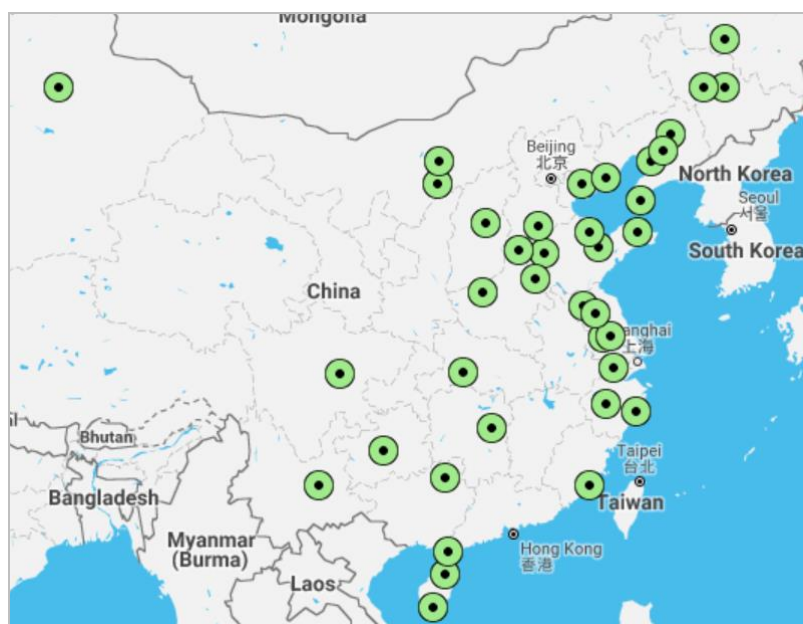 Mongolia
Beijing
北京
North Korea
Seoul
서울
South Korea
China
anghai
上海
Bhutan
Taipei
台北
Bangladesh
Taiwan
Myanmar
(Burma)
Hong Kong
香港
Laos